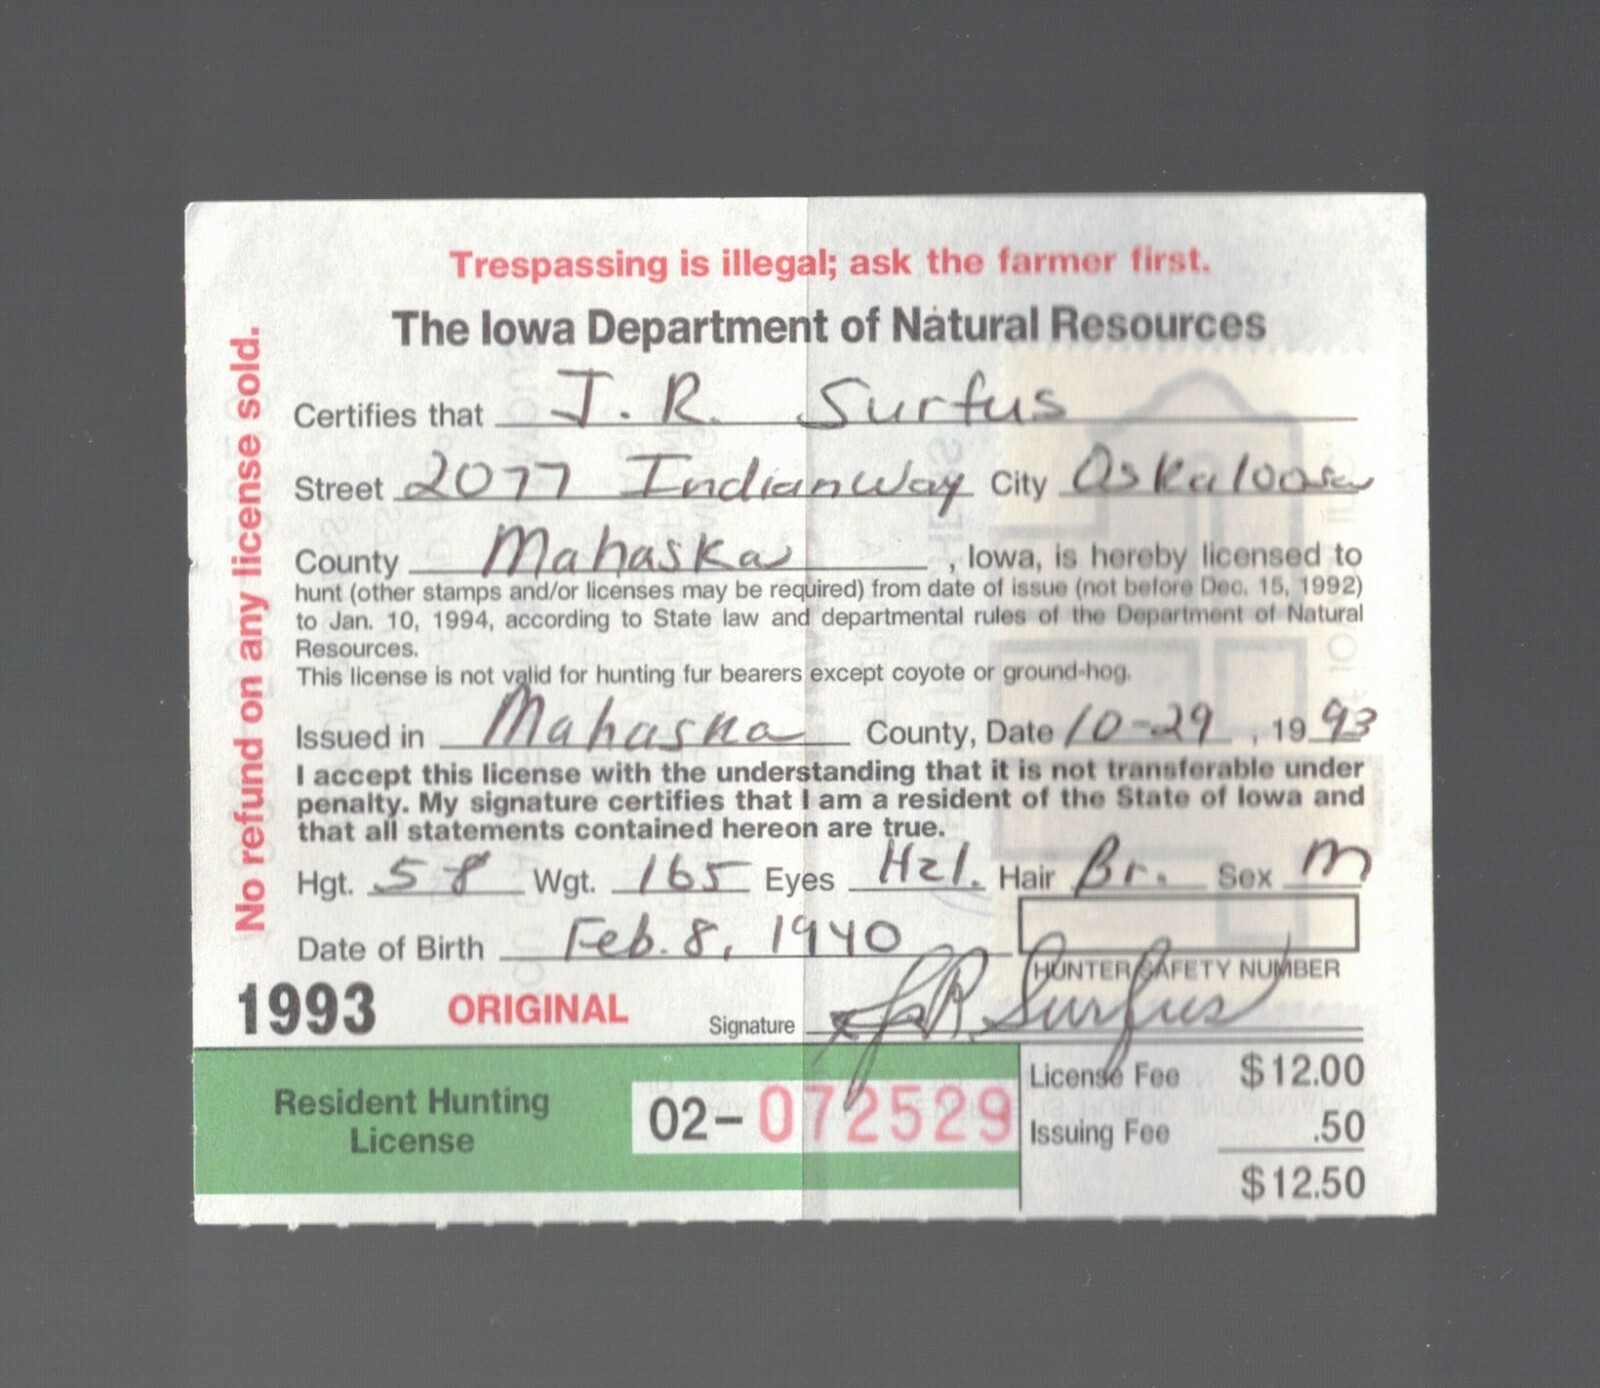 Trespassing is illegal; ask the farmer first.
The Iowa Department of Natural Resources
Certifies that J. R. Surfus
Street 2077 Indian Way City Oskaloosa
County Mahaska , Iowa, is hereby licensed to
hunt (other stamps and/or licenses may be required) from date of issue (not before Dec. 15, 1992)
to Jan. 10, 1994, according to State law and departmental rules of the Department of Natural
Resources.
This license is not valid for hunting fur bearers except coyote or ground-hog.
Issued in Mahaska County, Date 10-29 , 19 93
I accept this license with the understanding that it is not transferable under
penalty. My signature certifies that I am a resident of the State of Iowa and
that all statements contained hereon are true.
Hgt. 5 8 Wgt. 165 Eyes Hzl. Hair Br. Sex M
Date of Birth Feb. 8, 1940
HUNTER SAFETY NUMBER
1993 ORIGINAL Signature x J R Surfus
Resident Hunting
License
02-072529
License Fee $12.00
Issuing Fee .50
$12.50
No refund on any license sold.